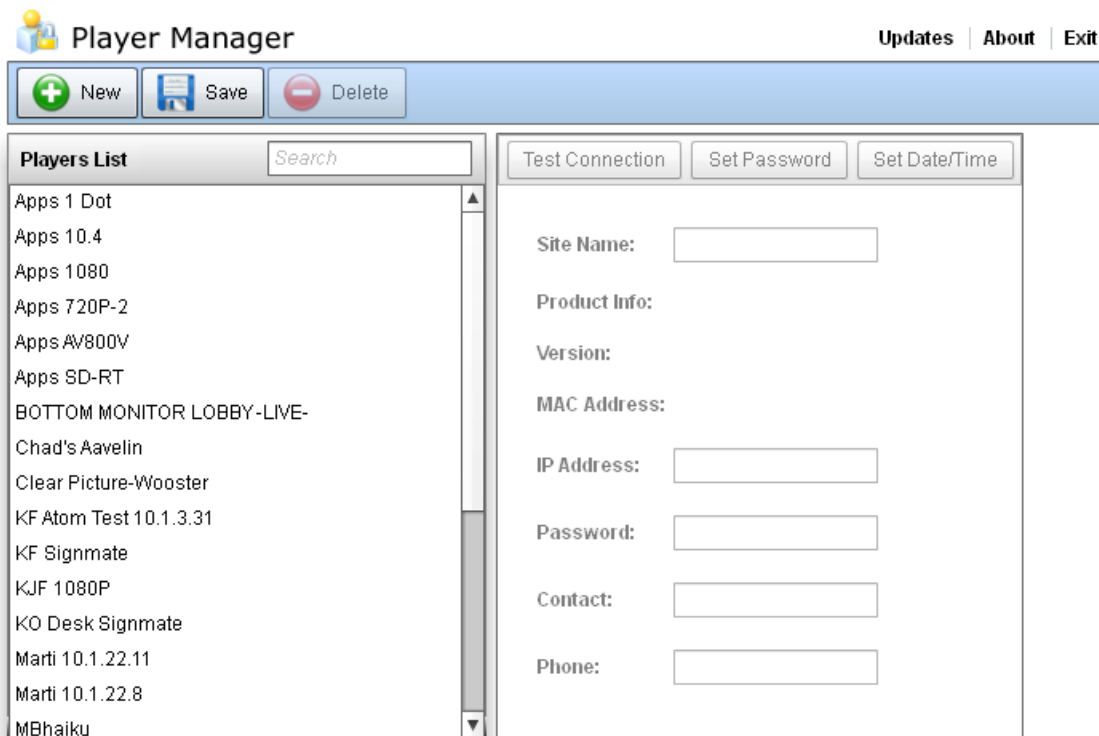 Player Manager
Updates About Exit
New Save Delete
Players List Search
Test Connection Set Password Set Date/Time
Apps 1 Dot
Apps 10.4
Apps 1080
Apps 720P-2
Apps AV800V
Apps SD-RT
BOTTOM MONITOR LOBBY-LIVE-
Chad's Aavelin
Clear Picture-Wooster
KF Atom Test 10.1.3.31
KF Signmate
KJF 1080P
KO Desk Signmate
Marti 10.1.22.11
Marti 10.1.22.8
MBhaiku
Site Name:
Product Info:
Version:
MAC Address:
IP Address:
Password:
Contact:
Phone: